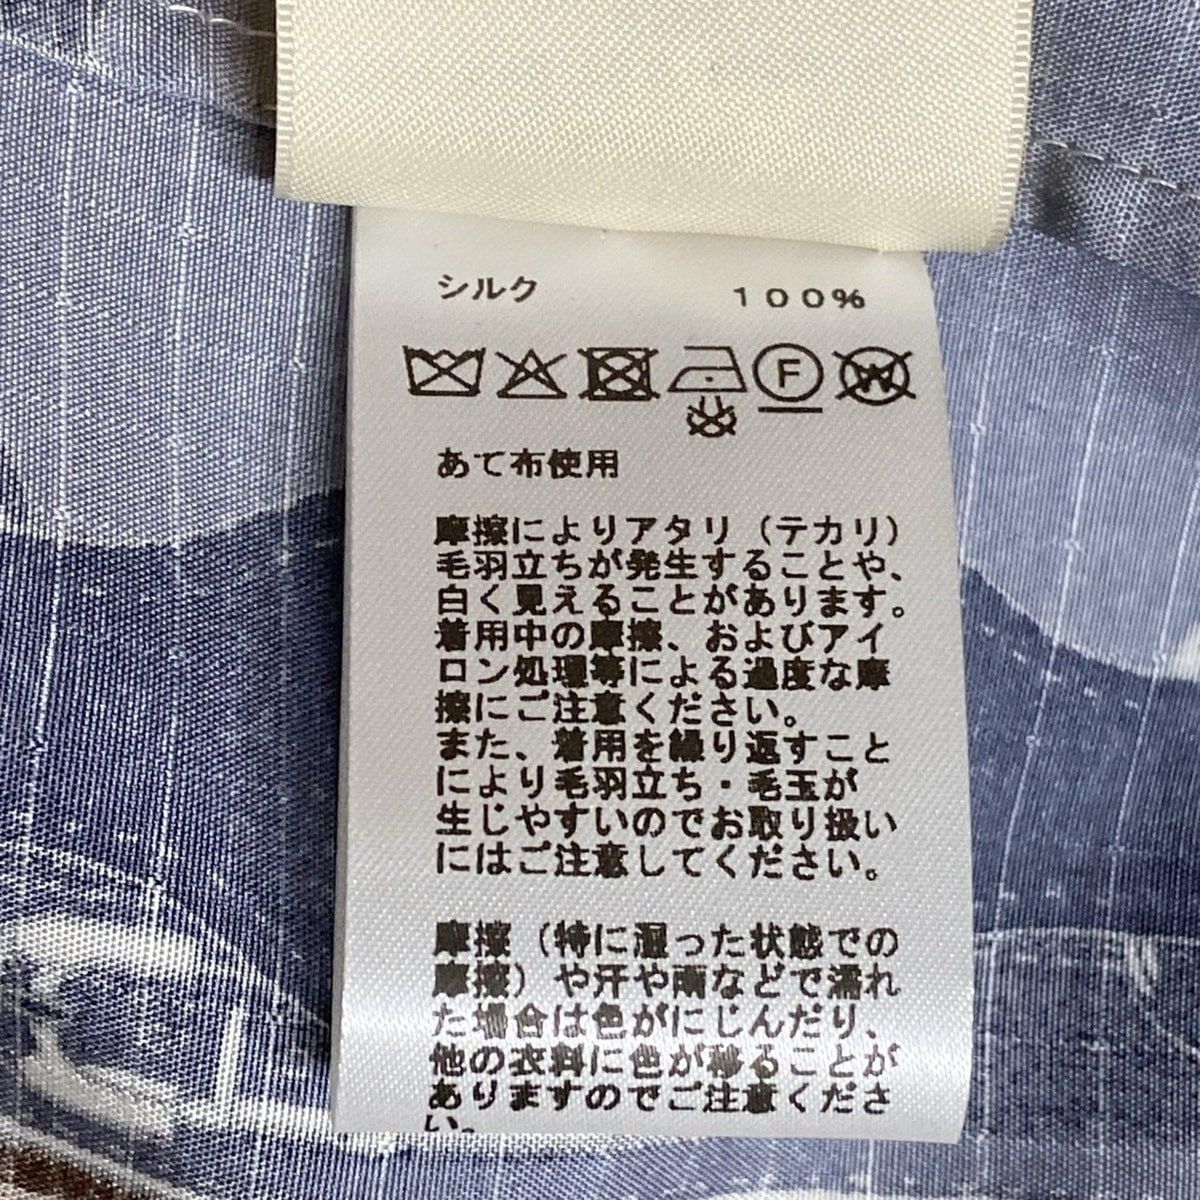 シルク 100%
F W
あて布使用
摩擦によりアタリ（テカリ）
毛羽立ちが発生することや、
白く見えることがあります。
着用中の摩擦、およびアイ
ロン処理等による過度な摩
擦にご注意ください。
また、着用を繰り返すこと
により毛羽立ち・毛玉が
生じやすいのでお取り扱い
にはご注意してください。
摩擦（特に湿った状態での
摩擦）や汗や雨などで濡れ
た場合は色がにじんだり、
他の衣料に色が移ることが
ありますのでご注意くださ
い。